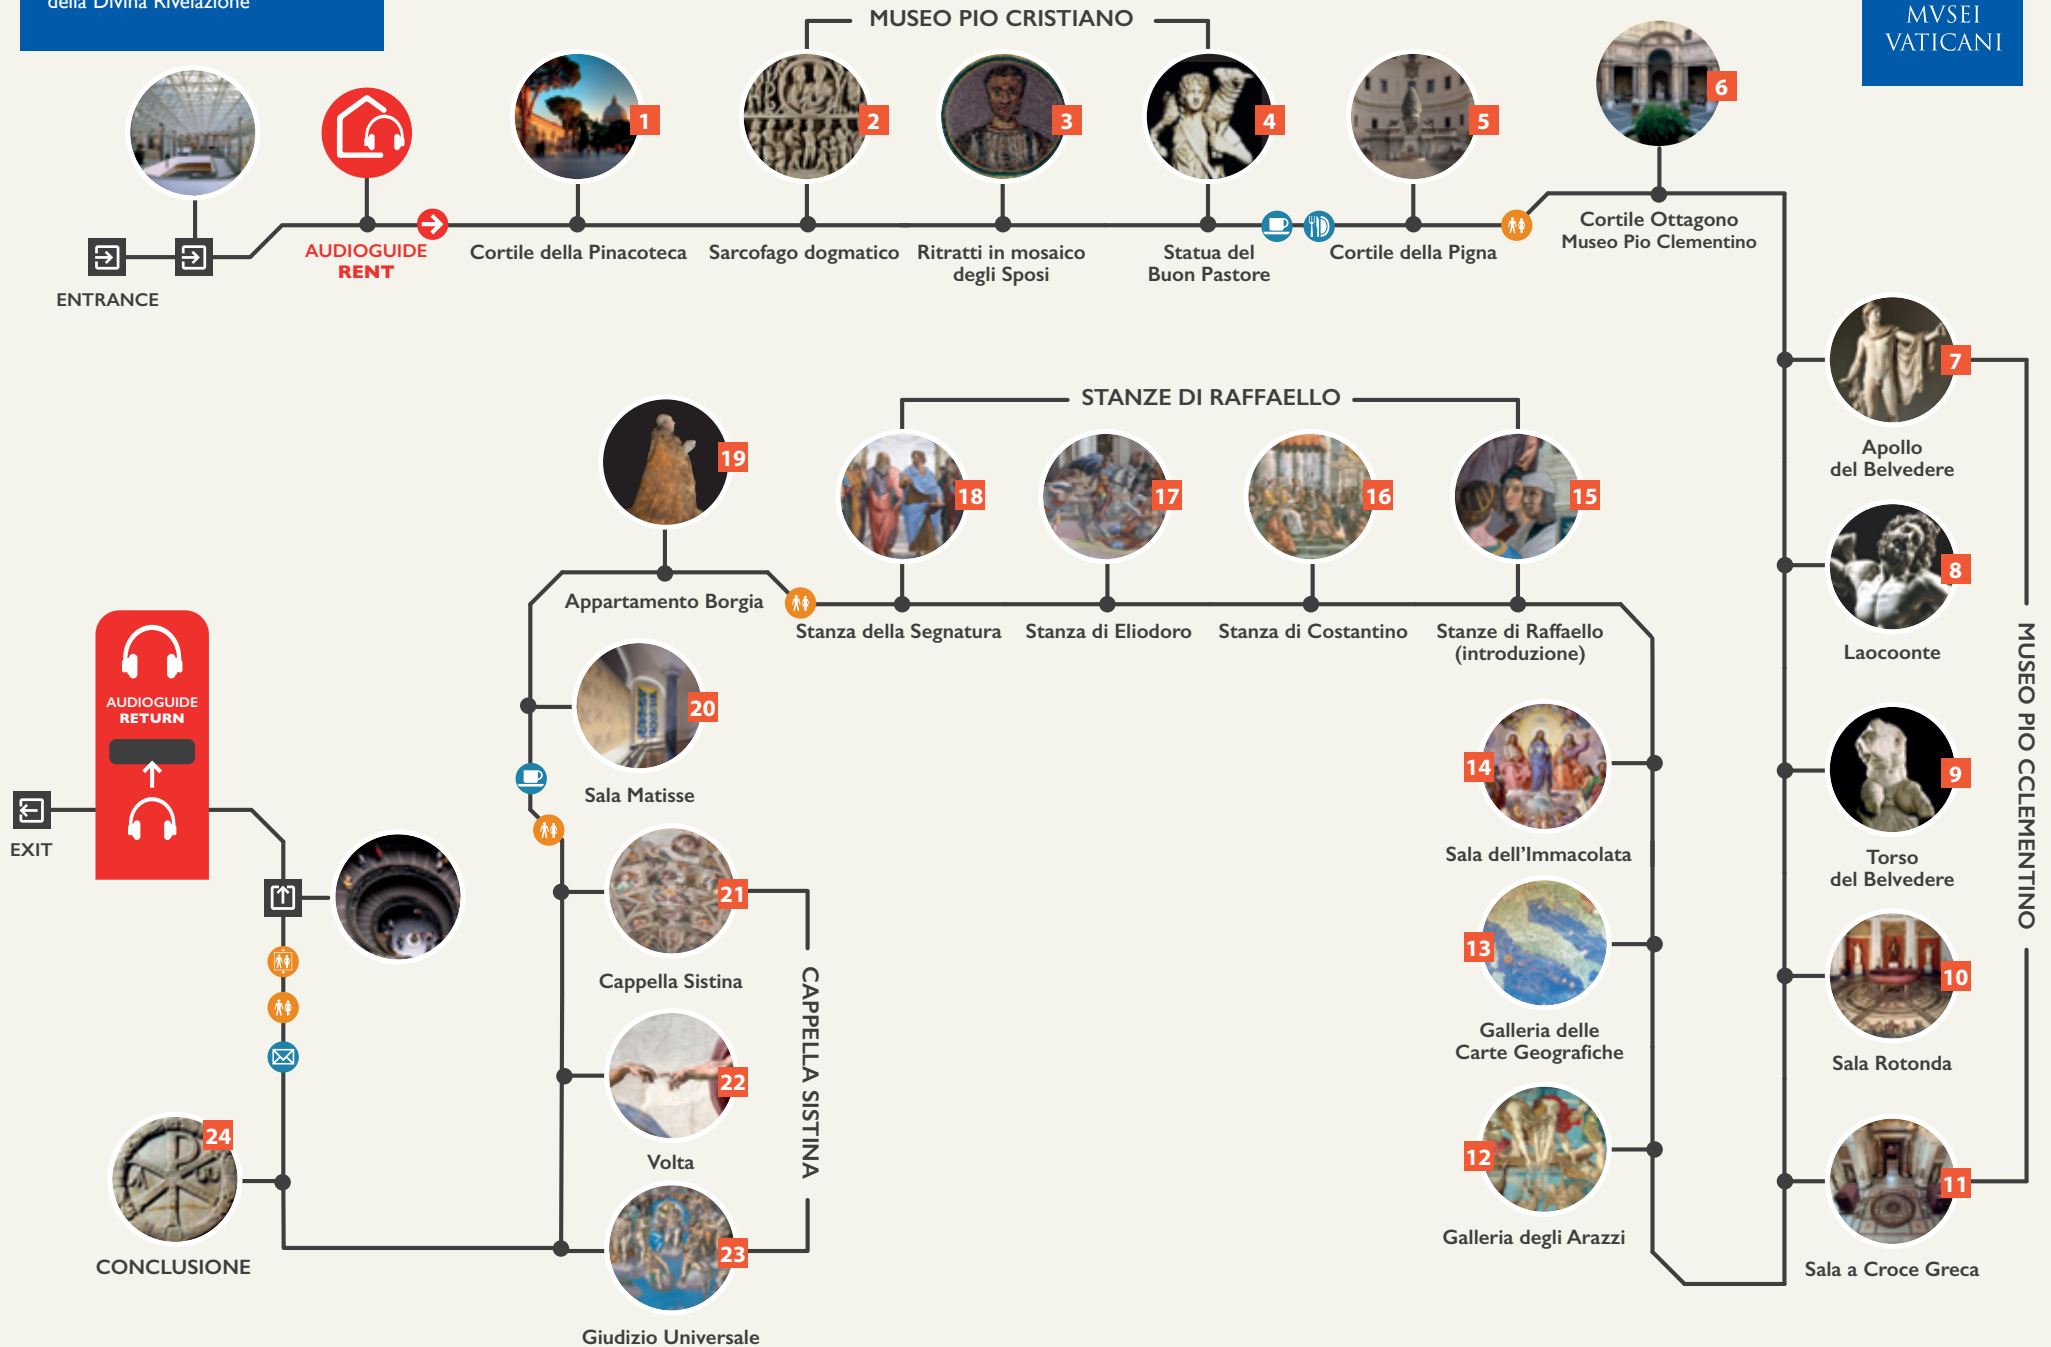 della Divina Rivelazione
MVSEI
VATICANI
MUSEO PIO CRISTIANO
1
2
3
4
5
6
ENTRANCE
AUDIOGUIDE
RENT
Cortile della Pinacoteca
Sarcofago dogmatico
Ritratti in mosaico
degli Sposi
Statua del
Buon Pastore
Cortile della Pigna
Cortile Ottagono
Museo Pio Clementino
7
Apollo
del Belvedere
8
Laocoonte
9
Torso
del Belvedere
10
Sala Rotonda
11
Sala a Croce Greca
MUSEO PIO CCLEMENTINO
12
Galleria degli Arazzi
13
Galleria delle
Carte Geografiche
14
Sala dell'Immacolata
STANZE DI RAFFAELLO
15
Stanze di Raffaello
(introduzione)
16
Stanza di Costantino
17
Stanza di Eliodoro
18
Stanza della Segnatura
19
Appartamento Borgia
20
Sala Matisse
21
Cappella Sistina
22
Volta
23
Giudizio Universale
CAPPELLA SISTINA
24
CONCLUSIONE
AUDIOGUIDE
RETURN
EXIT